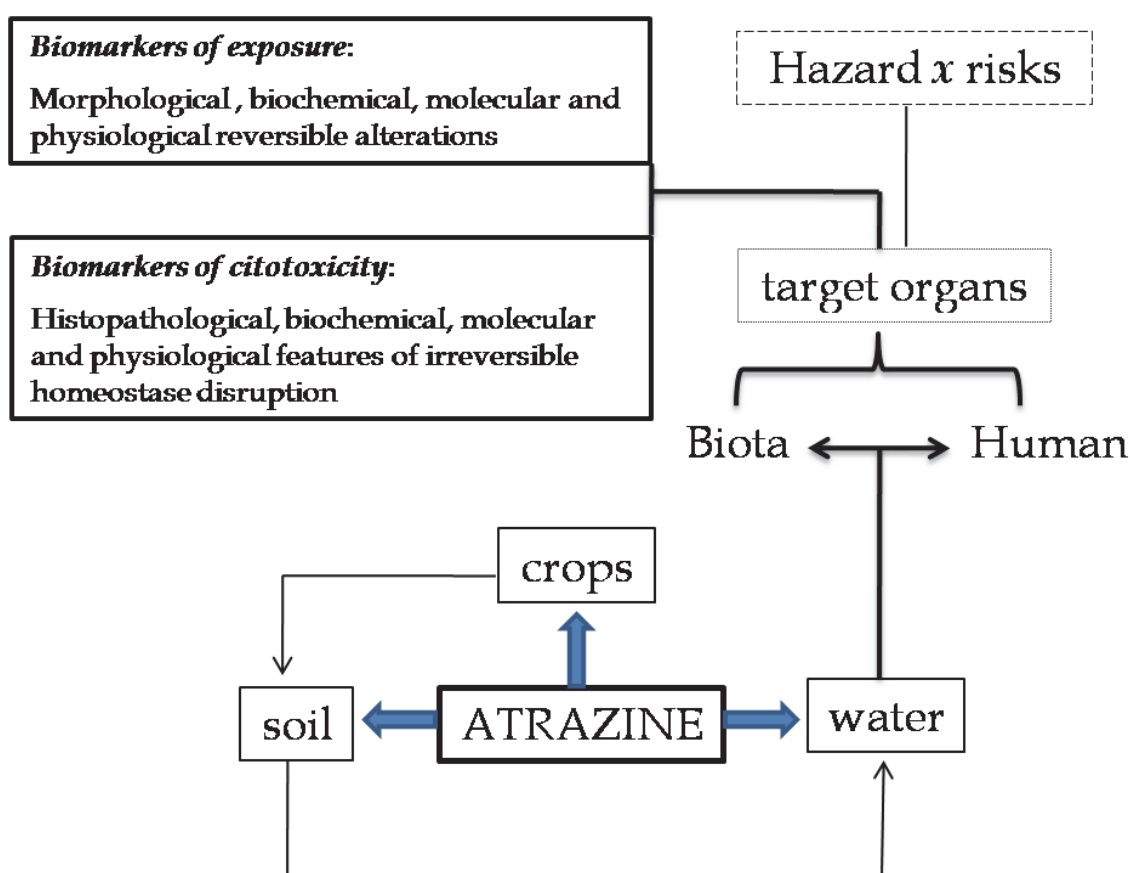 Biomarkers of exposure:
Morphological, biochemical, molecular and
physiological reversible alterations
Hazard x risks
Biomarkers of citotoxicity:
Histopathological, biochemical, molecular
and physiological features of irreversible
homeostase disruption
target organs
Biota
Human
crops
soil
ATRAZINE
water